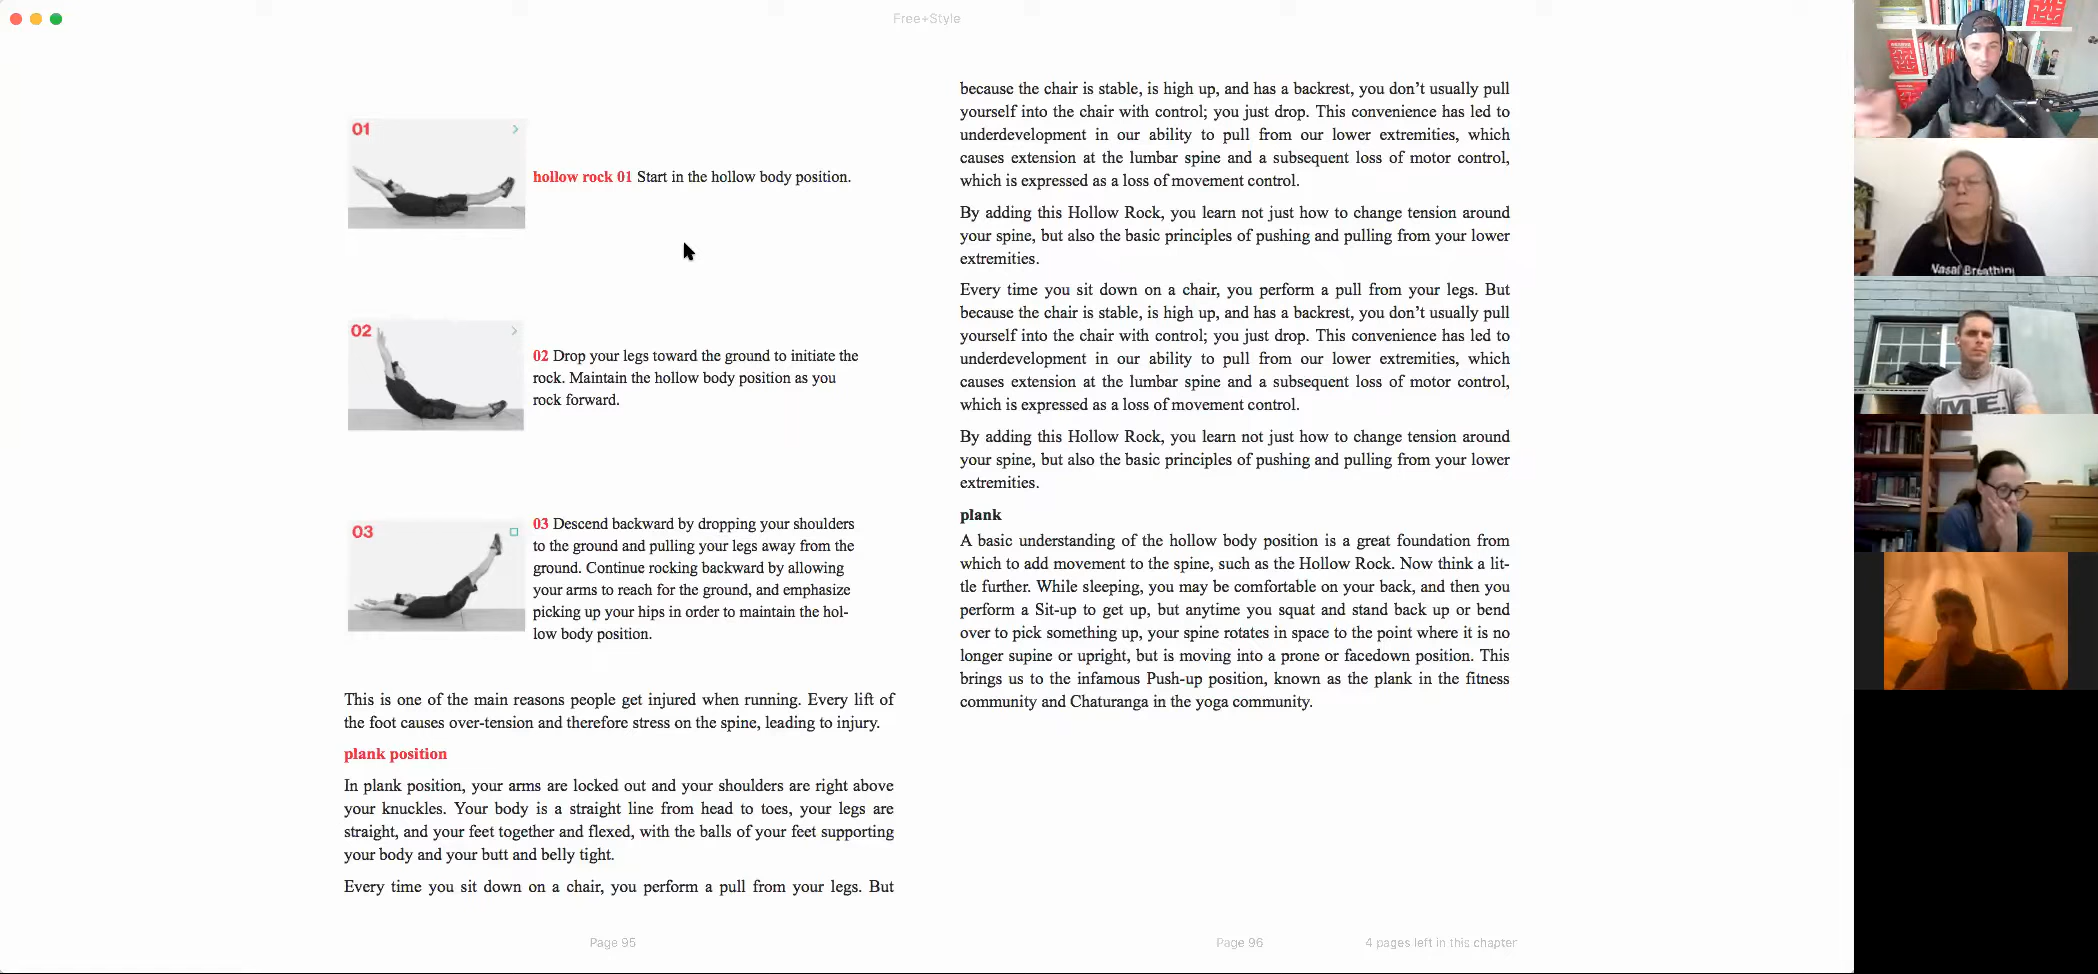 Free+Style
01
hollow rock 01 Start in the hollow body position.
02
02 Drop your legs toward the ground to initiate the
rock. Maintain the hollow body position as you
rock forward.
03
03 Descend backward by dropping your shoulders
to the ground and pulling your legs away from the
ground. Continue rocking backward by allowing
your arms to reach for the ground, and emphasize
picking up your hips in order to maintain the hol-
low body position.
This is one of the main reasons people get injured when running. Every lift of
the foot causes over-tension and therefore stress on the spine, leading to injury.
plank position
In plank position, your arms are locked out and your shoulders are right above
your knuckles. Your body is a straight line from head to toes, your legs are
straight, and your feet together and flexed, with the balls of your feet supporting
your body and your butt and belly tight.
Every time you sit down on a chair, you perform a pull from your legs. But
Page 95
because the chair is stable, is high up, and has a backrest, you don't usually pull
yourself into the chair with control; you just drop. This convenience has led to
underdevelopment in our ability to pull from our lower extremities, which
causes extension at the lumbar spine and a subsequent loss of motor control,
which is expressed as a loss of movement control.
By adding this Hollow Rock, you learn not just how to change tension around
your spine, but also the basic principles of pushing and pulling from your lower
extremities.
Every time you sit down on a chair, you perform a pull from your legs. But
because the chair is stable, is high up, and has a backrest, you don't usually pull
yourself into the chair with control; you just drop. This convenience has led to
underdevelopment in our ability to pull from our lower extremities, which
causes extension at the lumbar spine and a subsequent loss of motor control,
which is expressed as a loss of movement control.
By adding this Hollow Rock, you learn not just how to change tension around
your spine, but also the basic principles of pushing and pulling from your lower
extremities.
plank
A basic understanding of the hollow body position is a great foundation from
which to add movement to the spine, such as the Hollow Rock. Now think a lit-
tle further. While sleeping, you may be comfortable on your back, and then you
perform a Sit-up to get up, but anytime you squat and stand back up or bend
over to pick something up, your spine rotates in space to the point where it is no
longer supine or upright, but is moving into a prone or facedown position. This
brings us to the infamous Push-up position, known as the plank in the fitness
community and Chaturanga in the yoga community.
Page 96
4 pages left in this chapter
Nasal Breathing
M.E.